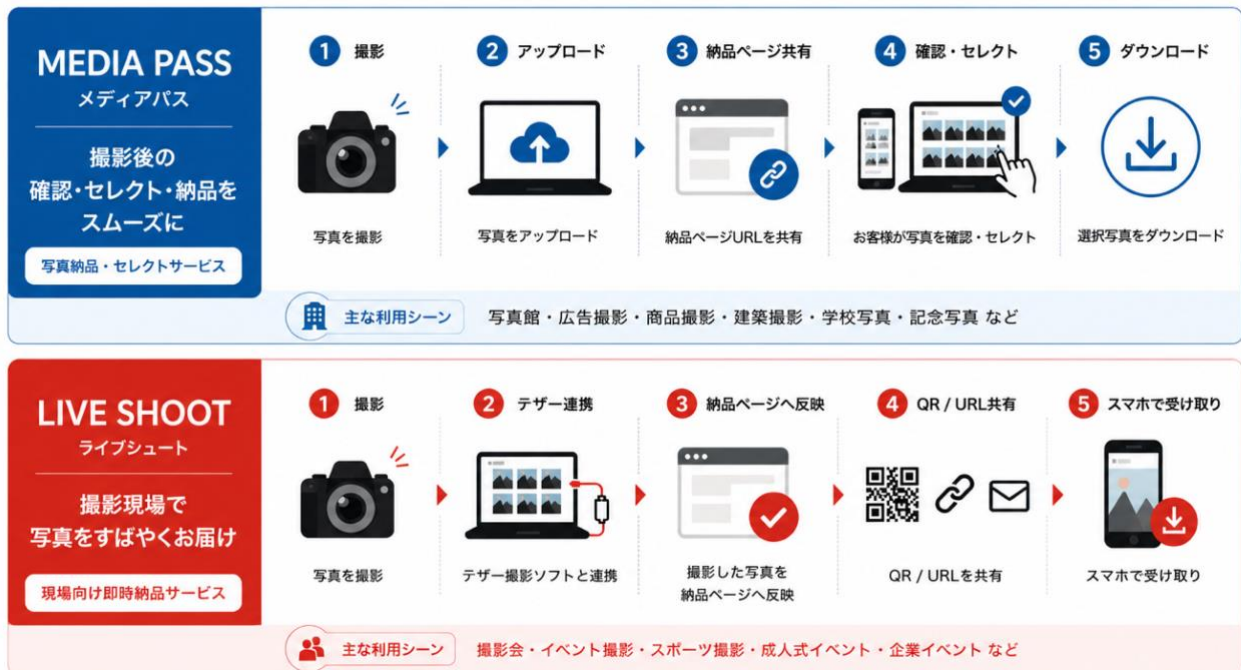 MEDIA PASS
メディアパス
撮影後の
確認・セレクト・納品を
スムーズに
写真納品・セレクトサービス
1 撮影
写真を撮影
2 アップロード
写真をアップロード
3 納品ページ共有
納品ページURLを共有
4 確認・セレクト
お客様が写真を確認・セレクト
5 ダウンロード
選択写真をダウンロード
主な利用シーン
写真館・広告撮影・商品撮影・建築撮影・学校写真・記念写真 など
LIVE SHOOT
ライブシュート
撮影現場で
写真をすばやくお届け
現場向け即時納品サービス
1 撮影
写真を撮影
2 テザー連携
テザー撮影ソフトと連携
3 納品ページへ反映
撮影した写真を
納品ページへ反映
4 QR / URL共有
QR / URLを共有
5 スマホで受け取り
スマホで受け取り
主な利用シーン
撮影会・イベント撮影・スポーツ撮影・成人式イベント・企業イベント など